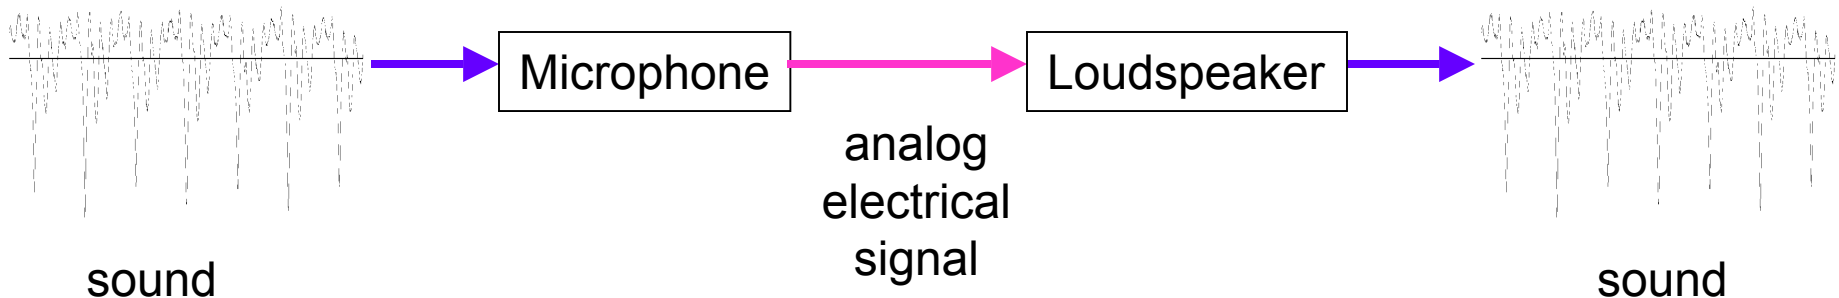 Microphone
Loudspeaker
analog
electrical
signal
sound
sound